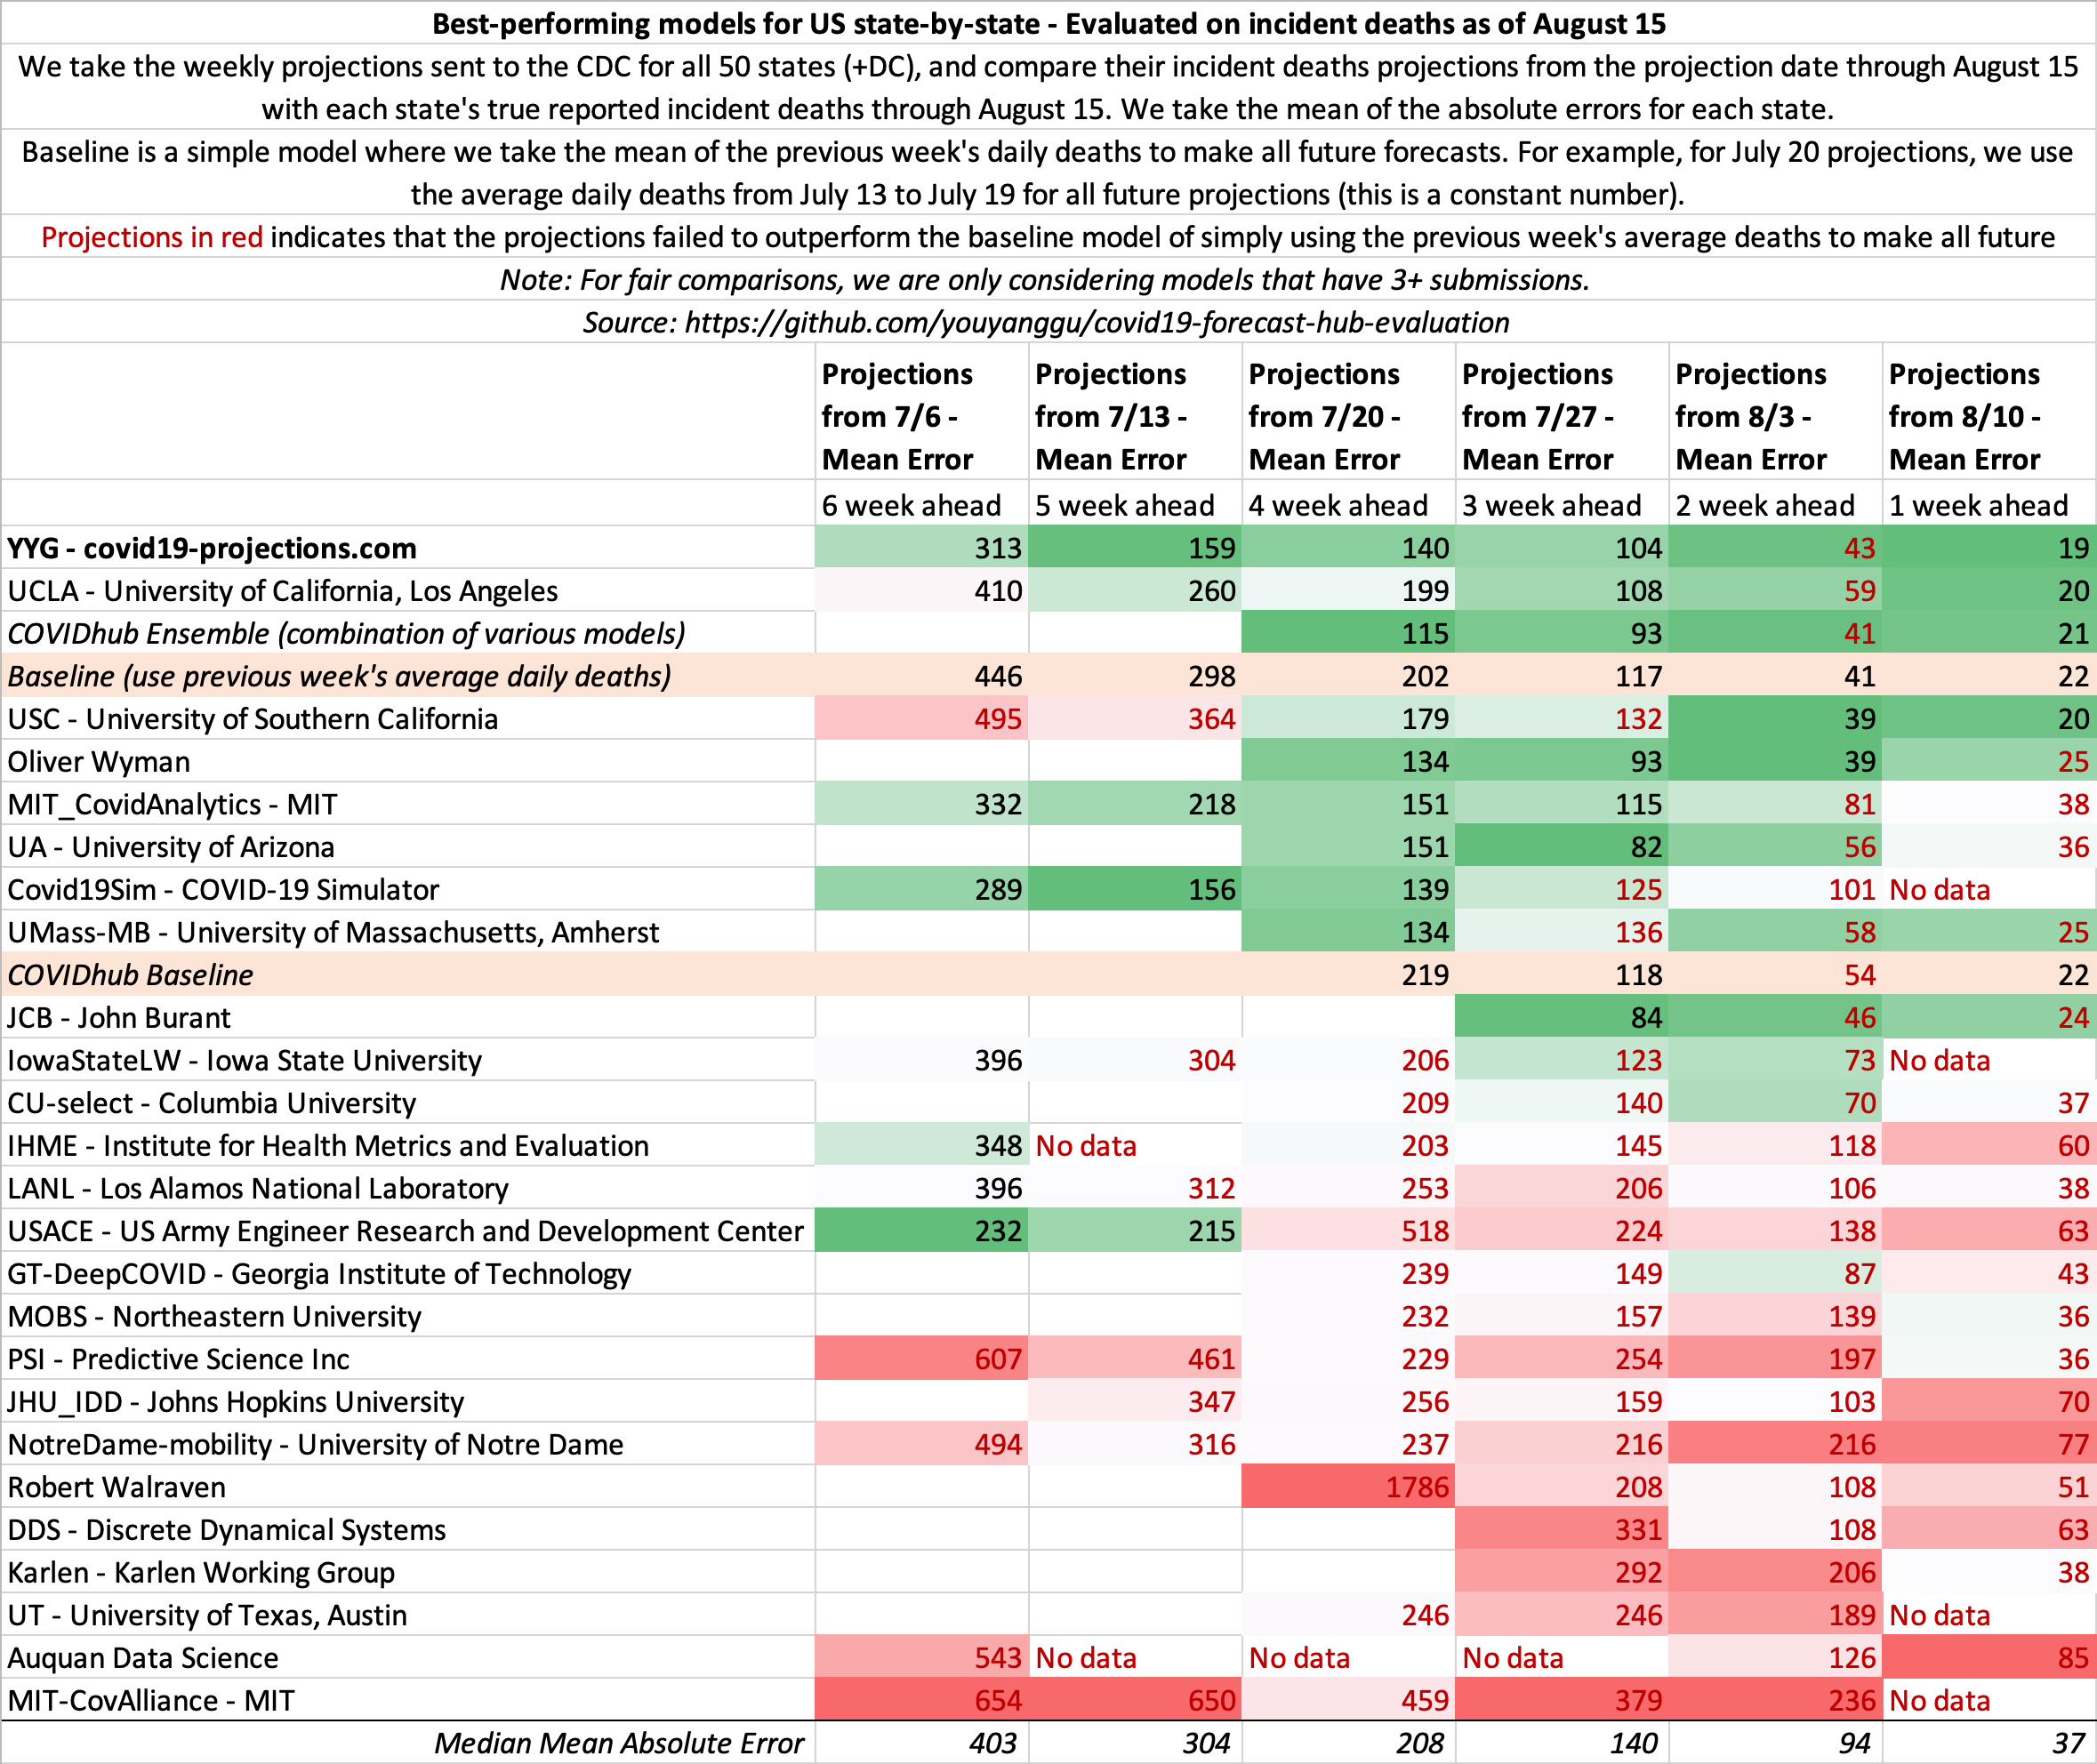 Best-performing models for US state-by-state - Evaluated on incident deaths as of August 15
We take the weekly projections sent to the CDC for all 50 states (+DC), and compare their incident deaths projections from the projection date through August 15
with each state's true reported incident deaths through August 15. We take the mean of the absolute errors for each state.
Baseline is a simple model where we take the mean of the previous week's daily deaths to make all future forecasts. For example, for July 20 projections, we use
the average daily deaths from July 13 to July 19 for all future projections (this is a constant number).
Projections in red indicates that the projections failed to outperform the baseline model of simply using the previous week's average deaths to make all future
Note: For fair comparisons, we are only considering models that have 3+ submissions.
Source: https://github.com/youyanggu/covid19-forecast-hub-evaluation
Projections Projections Projections Projections Projections Projections
from 7/6 - from 7/13 - from 7/20 - from 7/27 - from 8/3 - from 8/10 -
Mean Error Mean Error Mean Error Mean Error Mean Error Mean Error
6 week ahead 5 week ahead 4 week ahead 3 week ahead 2 week ahead 1 week ahead
YYG - covid19-projections.com 313 159 140 104 43 19
UCLA - University of California, Los Angeles 410 260 199 108 59 20
COVIDhub Ensemble (combination of various models) 115 93 41 21
Baseline (use previous week's average daily deaths) 446 298 202 117 41 22
USC - University of Southern California 495 364 179 132 39 20
Oliver Wyman 134 93 39 25
MIT_CovidAnalytics - MIT 332 218 151 115 81 38
UA - University of Arizona 151 82 56 36
Covid19Sim - COVID-19 Simulator 289 156 139 125 101 No data
UMass-MB - University of Massachusetts, Amherst 134 136 58 25
COVIDhub Baseline 219 118 54 22
JCB - John Burant 84 46 24
IowaStateLW - Iowa State University 396 304 206 123 73 No data
CU-select - Columbia University 209 140 70 37
IHME - Institute for Health Metrics and Evaluation 348 No data 203 145 118 60
LANL - Los Alamos National Laboratory 396 312 253 206 106 38
USACE - US Army Engineer Research and Development Center 232 215 518 224 138 63
GT-DeepCOVID - Georgia Institute of Technology 239 149 87 43
MOBS - Northeastern University 232 157 139 36
PSI - Predictive Science Inc 607 461 229 254 197 36
JHU_IDD - Johns Hopkins University 347 256 159 103 70
NotreDame-mobility - University of Notre Dame 494 316 237 216 216 77
Robert Walraven 1786 208 108 51
DDS - Discrete Dynamical Systems 331 108 63
Karlen - Karlen Working Group 292 206 38
UT - University of Texas, Austin 246 246 189 No data
Auquan Data Science 543 No data No data No data 126 85
MIT-CovAlliance - MIT 654 650 459 379 236 No data
Median Mean Absolute Error 403 304 208 140 94 37